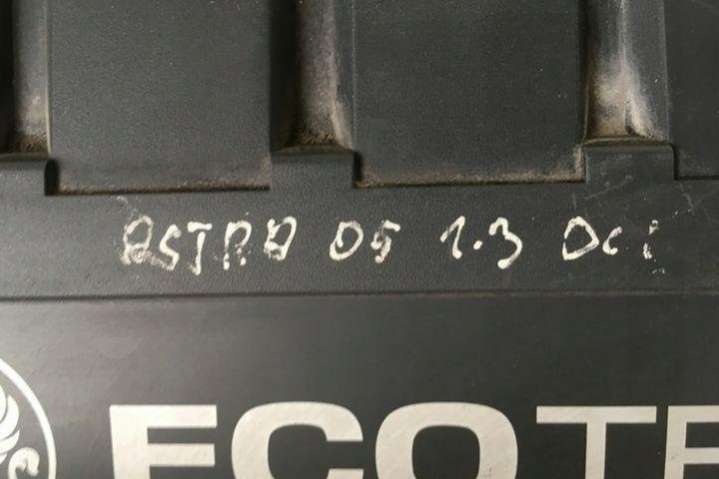 ASTRA 05 1.3 DCi
ECOTE